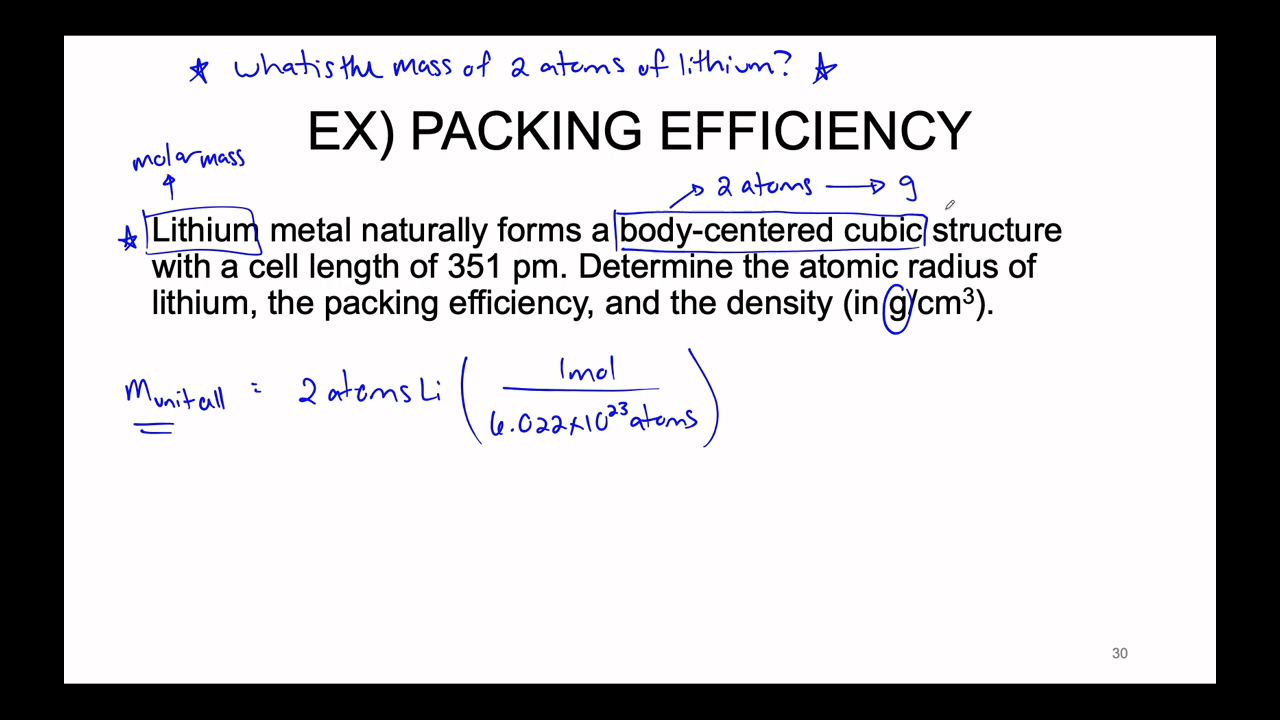 ★ what is the mass of 2 atoms of lithium? ★
EX) PACKING EFFICIENCY
molar mass
2 atoms → g
★ Lithium metal naturally forms a body-centered cubic structure
with a cell length of 351 pm. Determine the atomic radius of
lithium, the packing efficiency, and the density (in g/cm³).
m unit cell = 2 atoms Li ( 1 mol / 6.022×10²³ atoms )
30